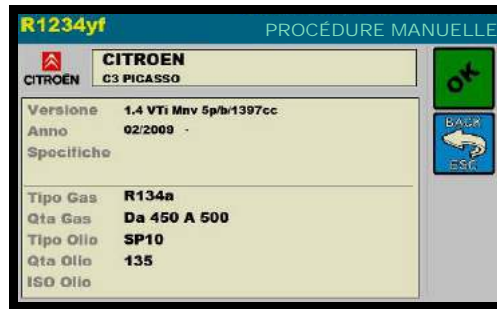 R1234yf PROCÉDURE MANUELLE
CITROËN
CITROEN
C3 PICASSO
OK
BACK
ESC
Versione 1.4 VTi Mnv 5p/b/1397cc
Anno 02/2009 -
Specifiche
Tipo Gas R134a
Qta Gas Da 450 A 500
Tipo Olio SP10
Qta Olio 135
ISO Olio